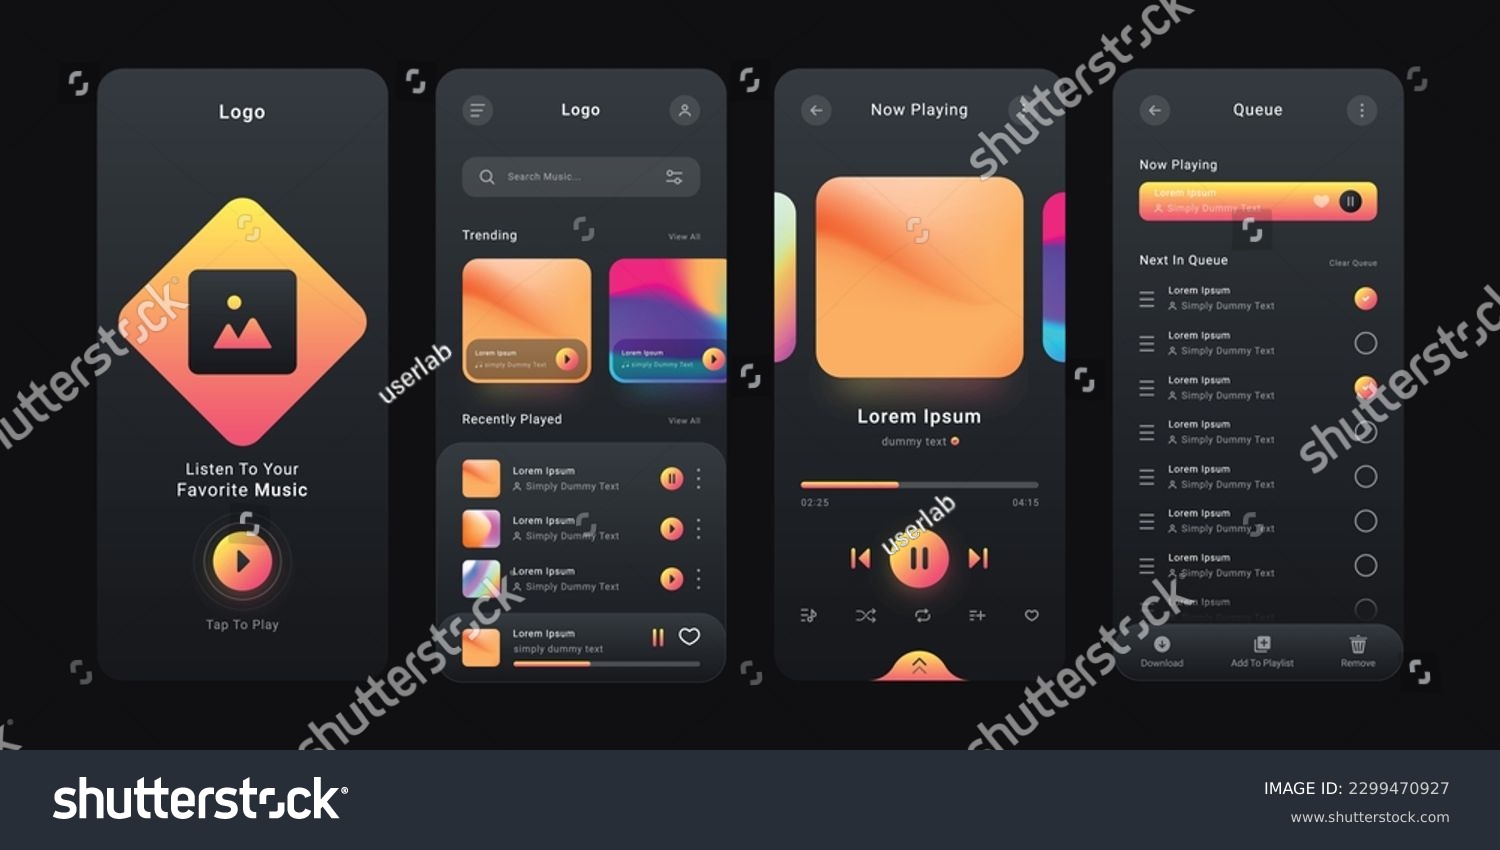 Logo
Listen To Your
Favorite Music
Tap To Play
Logo
Search Music...
Trending
View All
Lorem Ipsum
simply Dummy Text
Lorem Ipsum
simply Dummy Text
Recently Played
View All
Lorem Ipsum
Simply Dummy Text
Lorem Ipsum
Simply Dummy Text
Lorem Ipsum
Simply Dummy Text
Lorem Ipsum
simply dummy text
Now Playing
Lorem Ipsum
dummy text
02:25
04:15
Queue
Now Playing
Lorem Ipsum
Simply Dummy Text
Next In Queue
Clear Queue
Lorem Ipsum
Simply Dummy Text
Lorem Ipsum
Simply Dummy Text
Lorem Ipsum
Simply Dummy Text
Lorem Ipsum
Simply Dummy Text
Lorem Ipsum
Simply Dummy Text
Lorem Ipsum
Simply Dummy Text
Lorem Ipsum
Simply Dummy Text
Lorem Ipsum
Download
Add To Playlist
Remove
shutterstock
shutterstock
shutterstock
shutterstock
shutterstock
userlab
userlab
shutterstock®
IMAGE ID: 2299470927
www.shutterstock.com